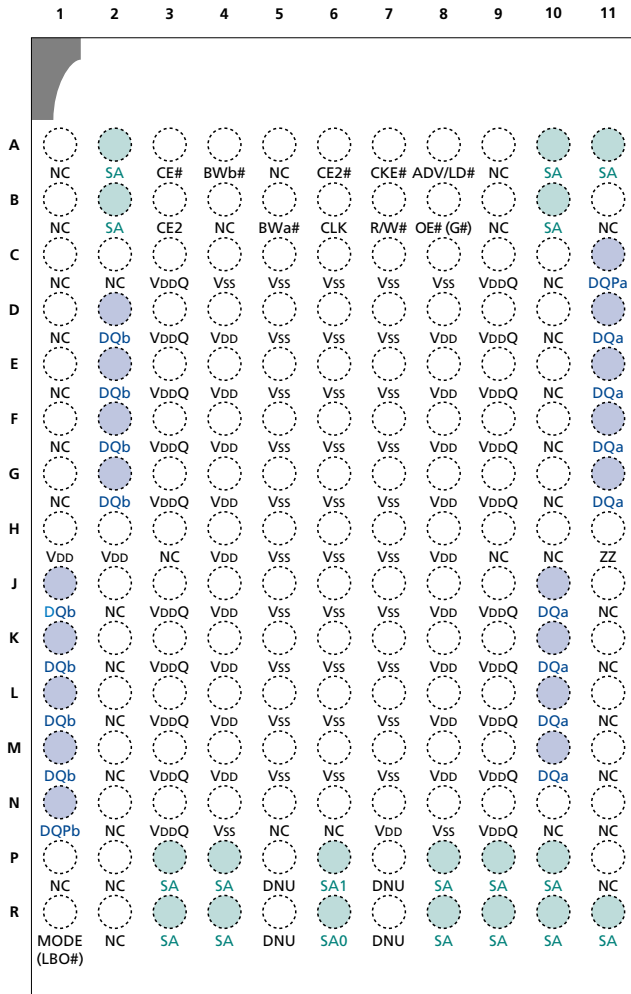 1 2 3 4 5 6 7 8 9 10 11
A
NC SA CE# BWb# NC CE2# CKE# ADV/LD# NC SA SA
B
NC SA CE2 NC BWa# CLK R/W# OE# (G#) NC SA NC
C
NC NC VDDQ VSS VSS VSS VSS VSS VDDQ NC DQPa
D
NC DQb VDDQ VDD VSS VSS VSS VDD VDDQ NC DQa
E
NC DQb VDDQ VDD VSS VSS VSS VDD VDDQ NC DQa
F
NC DQb VDDQ VDD VSS VSS VSS VDD VDDQ NC DQa
G
NC DQb VDDQ VDD VSS VSS VSS VDD VDDQ NC DQa
H
VDD VDD NC VDD VSS VSS VSS VDD NC NC ZZ
J
DQb NC VDDQ VDD VSS VSS VSS VDD VDDQ DQa NC
K
DQb NC VDDQ VDD VSS VSS VSS VDD VDDQ DQa NC
L
DQb NC VDDQ VDD VSS VSS VSS VDD VDDQ DQa NC
M
DQb NC VDDQ VDD VSS VSS VSS VDD VDDQ DQa NC
N
DQPb NC VDDQ VSS NC NC VDD VSS VDDQ NC NC
P
NC NC SA SA DNU SA1 DNU SA SA SA NC
R
MODE NC SA SA DNU SA0 DNU SA SA SA SA
(LBO#)